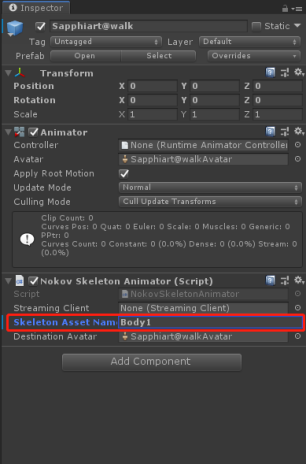 Inspector
Sapphiart@walk Static
Tag Untagged Layer Default
Prefab Open Select Overrides
Transform
Position X 0 Y 0 Z 0
Rotation X 0 Y 0 Z 0
Scale X 1 Y 1 Z 1
Animator
Controller None (Runtime Animator Controller
Avatar Sapphiart@walkAvatar
Apply Root Motion
Update Mode Normal
Culling Mode Cull Update Transforms
Clip Count: 0
Curves Pos: 0 Quat: 0 Euler: 0 Scale: 0 Muscles: 0 Generic: 0
PPtr: 0
Curves Count: 0 Constant: 0 (0.0%) Dense: 0 (0.0%) Stream: 0
(0.0%)
Nokov Skeleton Animator (Script)
Script NokovSkeletonAnimator
Streaming Client None (Streaming Client)
Skeleton Asset Nam Body1
Destination Avatar Sapphiart@walkAvatar
Add Component